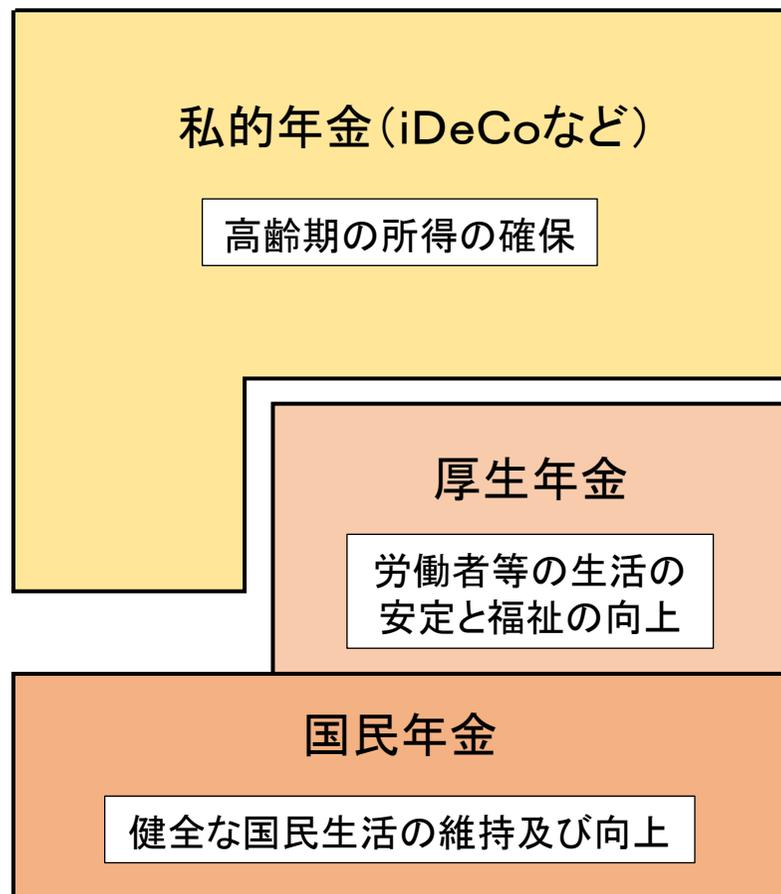 私的年金（iDeCoなど）
高齢期の所得の確保
厚生年金
労働者等の生活の
安定と福祉の向上
国民年金
健全な国民生活の維持及び向上